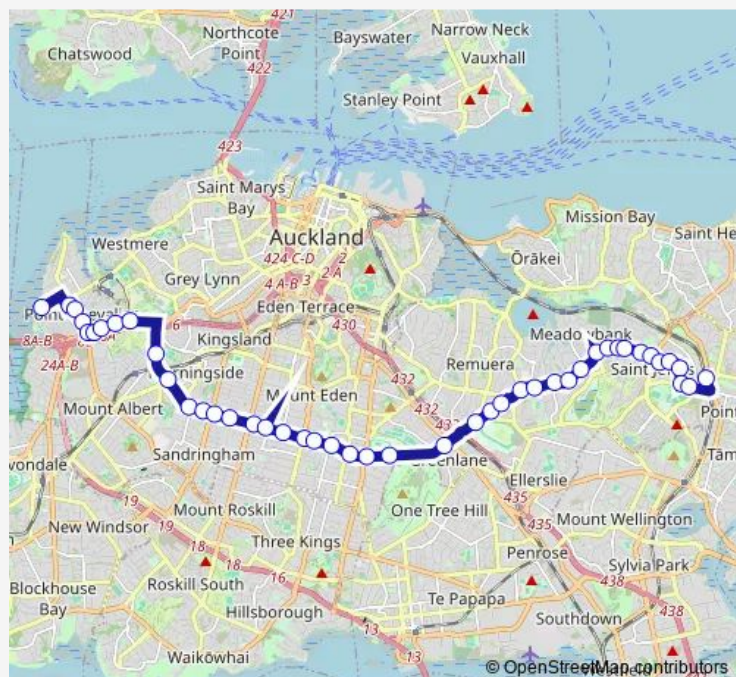 421
Northcote
Point
Bayswater
Narrow Neck
Chatswood
Vauxhall
422
Stanley Point
423
Saint Marys
Bay
Mission Bay
Westmere
Auckland
Saint He
Ōrākei
Grey Lynn
424 C-D
2
2 A
3
4 A-B
Eden Terrace
6
430
Meadowbank
8A-B
Kingsland
24A-B
Remuera
432
Mount Albert
Mount Eden
432
Point
Sandringham
Greenlane
Ellerslie
435
19
Mount Roskill
One Tree Hill
435
New Windsor
18
Three Kings
Mount Wellington
18
Penrose
Sylvia Park
Blockhouse
Bay
Roskill South
16
438
Te Papapa
Hillsborough
Southdown
438
13
Waikōwhai
13
© OpenStreetMap contributors